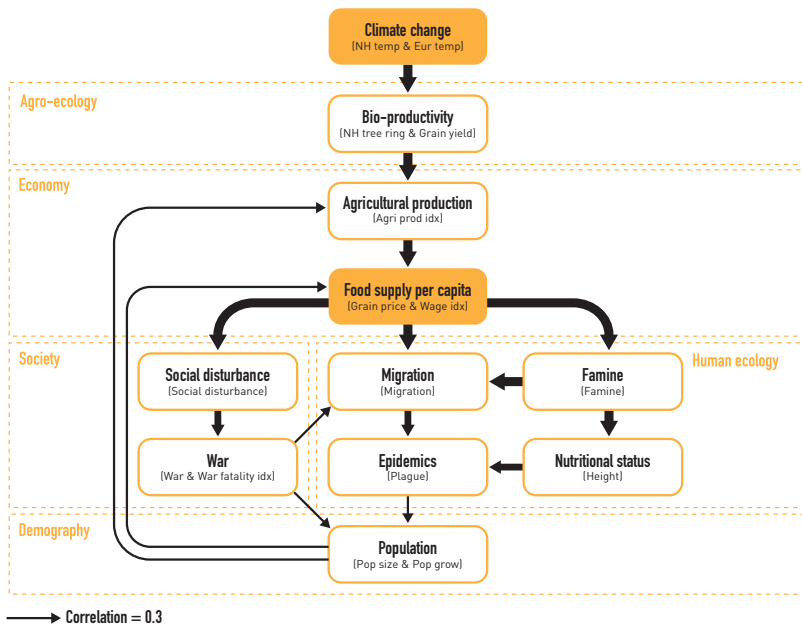 Climate change
(NH temp & Eur temp)
Agro-ecology
Bio-productivity
(NH tree ring & Grain yield)
Economy
Agricultural production
(Agri prod idx)
Food supply per capita
(Grain price & Wage idx)
Society
Human ecology
Social disturbance
(Social disturbance)
Migration
(Migration)
Famine
(Famine)
War
(War & War fatality idx)
Epidemics
(Plague)
Nutritional status
(Height)
Demography
Population
(Pop size & Pop grow)
Correlation = 0.3